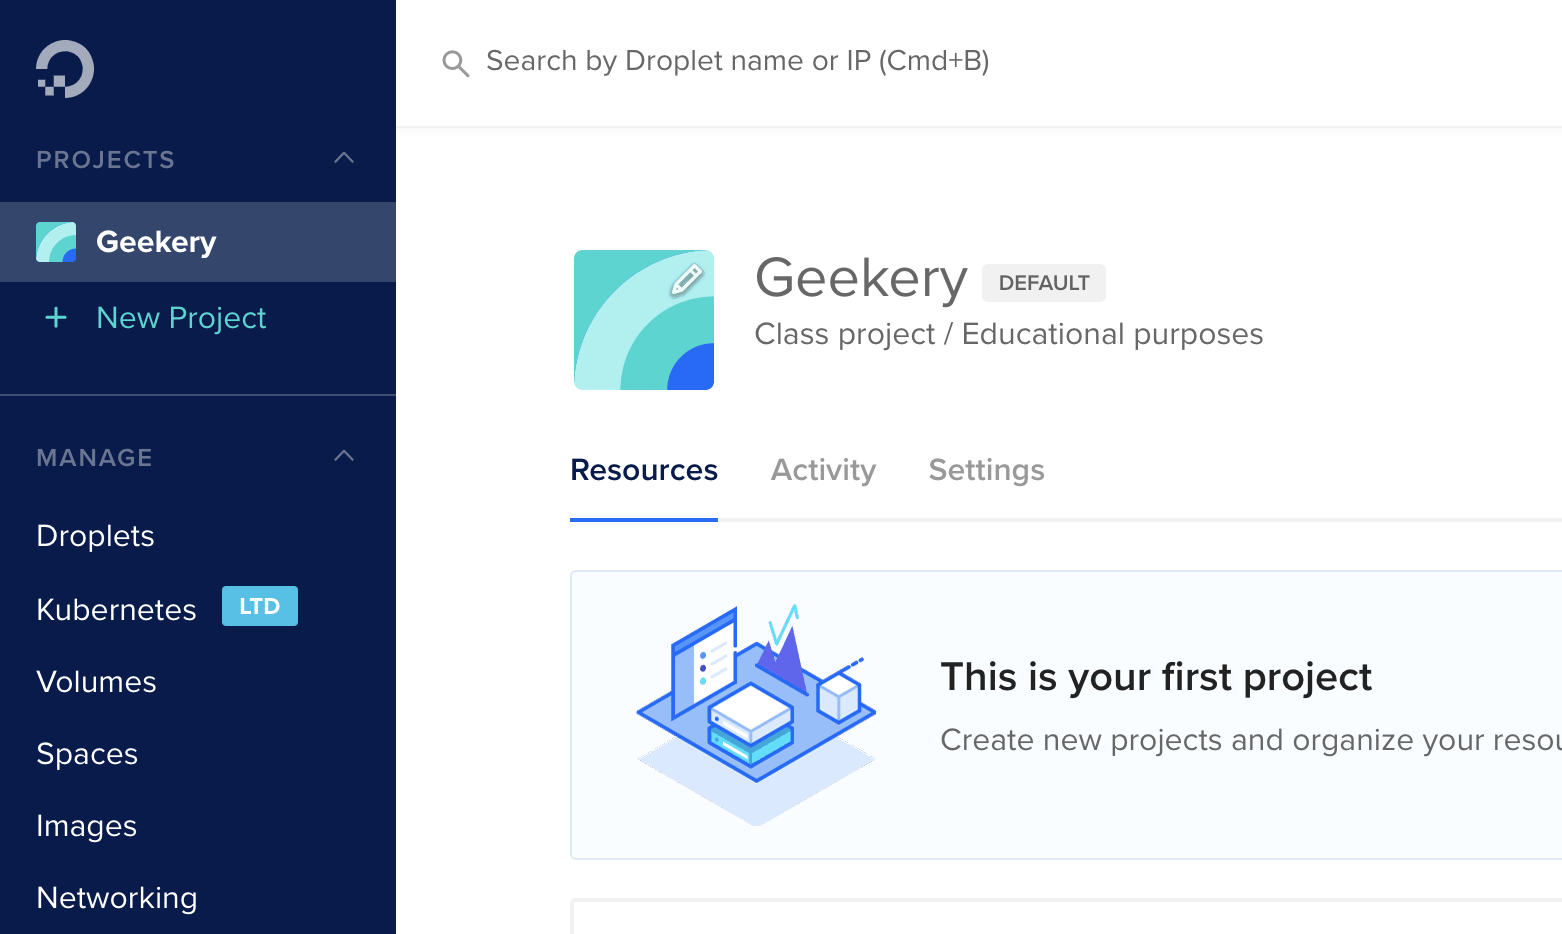 Search by Droplet name or IP (Cmd+B)
PROJECTS
Geekery
+ New Project
MANAGE
Droplets
Kubernetes LTD
Volumes
Spaces
Images
Networking
Geekery DEFAULT
Class project / Educational purposes
Resources Activity Settings
This is your first project
Create new projects and organize your